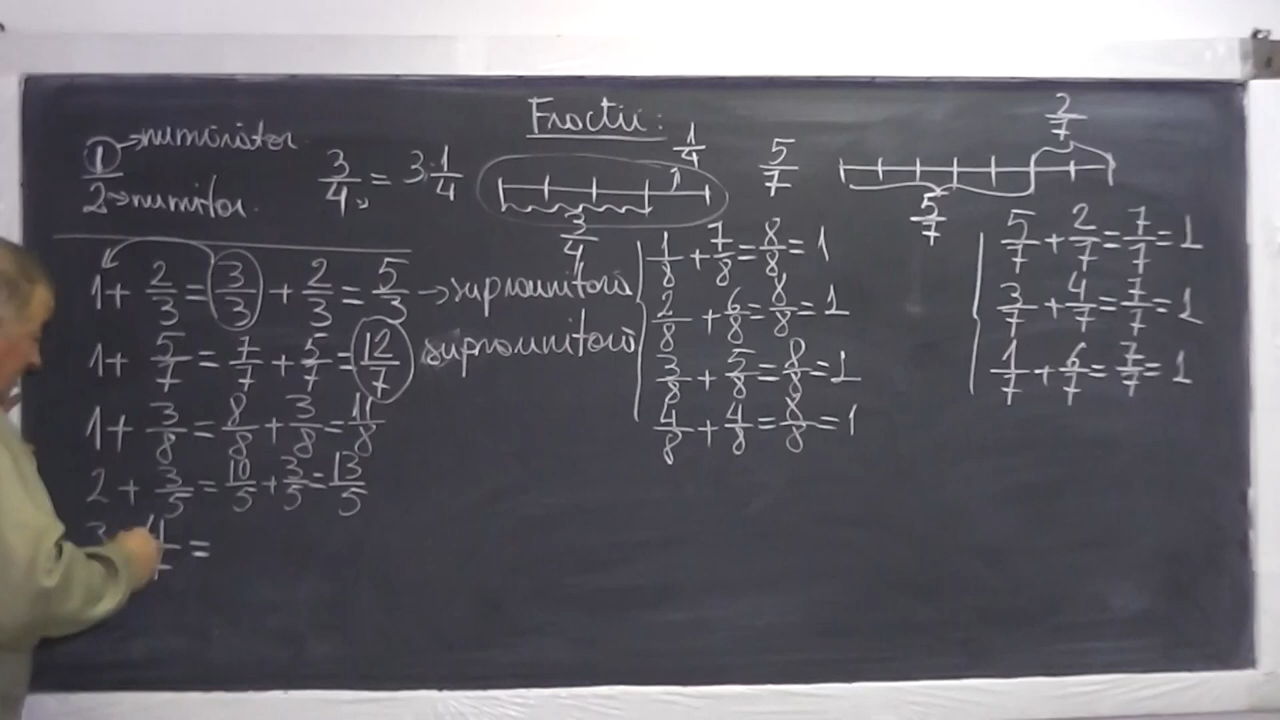 Fractii:
1 → numărător
2 → numitor
3/4 = 3·1/4
1/4
3/4
5/7
2/7
5/7
1 + 2/3 = 3/3 + 2/3 = 5/3 → supraunitară
1 + 5/7 = 7/7 + 5/7 = 12/7 supraunitară
1 + 3/8 = 8/8 + 3/8 = 11/8
2 + 3/5 = 10/5 + 3/5 = 13/5
3 4/ =
1/8 + 7/8 = 8/8 = 1
2/8 + 6/8 = 8/8 = 1
3/8 + 5/8 = 8/8 = 1
4/8 + 4/8 = 8/8 = 1
5/7 + 2/7 = 7/7 = 1
3/7 + 4/7 = 7/7 = 1
1/7 + 6/7 = 7/7 = 1